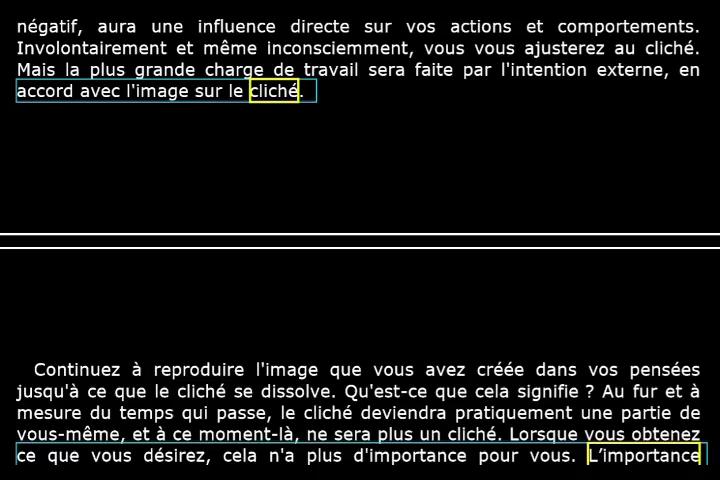 négatif, aura une influence directe sur vos actions et comportements.
Involontairement et même inconsciemment, vous vous ajusterez au cliché.
Mais la plus grande charge de travail sera faite par l'intention externe, en
accord avec l'image sur le cliché.
Continuez à reproduire l'image que vous avez créée dans vos pensées
jusqu'à ce que le cliché se dissolve. Qu'est-ce que cela signifie ? Au fur et à
mesure du temps qui passe, le cliché deviendra pratiquement une partie de
vous-même, et à ce moment-là, ne sera plus un cliché. Lorsque vous obtenez
ce que vous désirez, cela n'a plus d'importance pour vous. L’importance